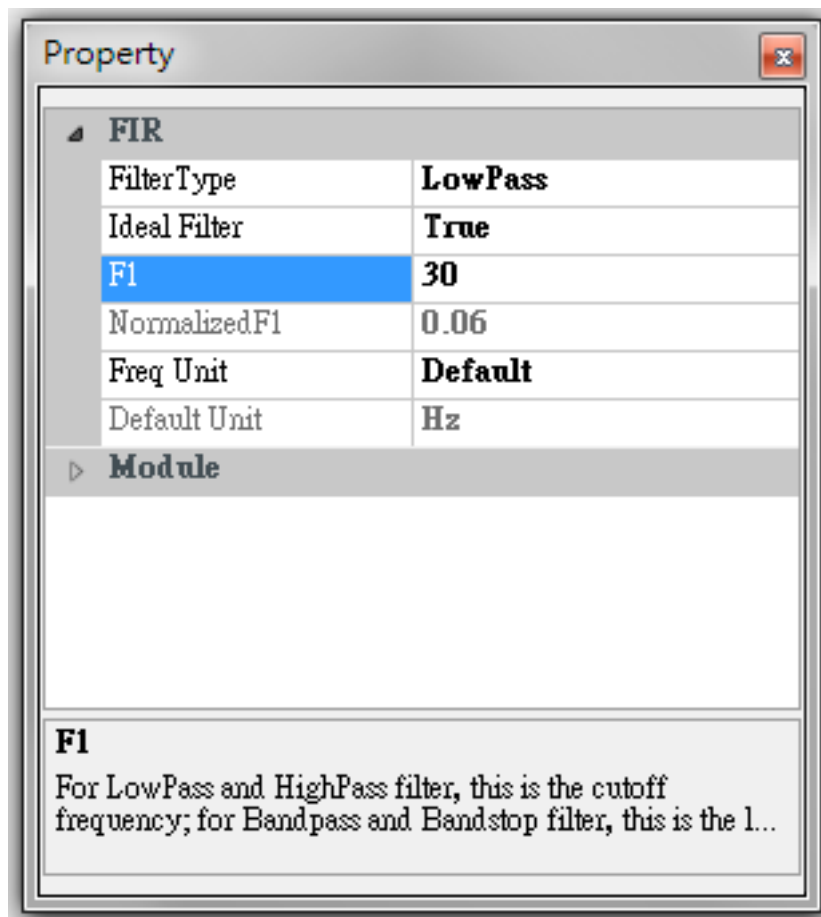 Property
FIR
FilterType LowPass
Ideal Filter True
F1 30
NormalizedF1 0.06
Freq Unit Default
Default Unit Hz
Module
F1
For LowPass and HighPass filter, this is the cutoff
frequency; for Bandpass and Bandstop filter, this is the l...